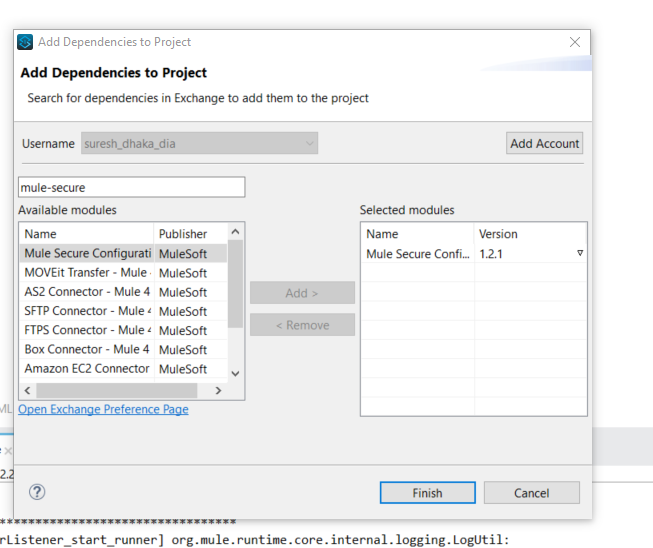 Add Dependencies to Project
Add Dependencies to Project
Search for dependencies in Exchange to add them to the project
Username suresh_dhaka_dia Add Account
mule-secure
Available modules Selected modules
Name Publisher Name Version
Mule Secure Configurati MuleSoft Mule Secure Confi... 1.2.1
MOVEit Transfer - Mule MuleSoft
AS2 Connector - Mule 4 MuleSoft
Add >
SFTP Connector - Mule 4 MuleSoft
FTPS Connector - Mule 4 MuleSoft
< Remove
Box Connector - Mule 4 MuleSoft
Amazon EC2 Connector MuleSoft
ML Open Exchange Preference Page
2.2
? Finish Cancel
*********************************
rListener_start_runner] org.mule.runtime.core.internal.logging.LogUtil: